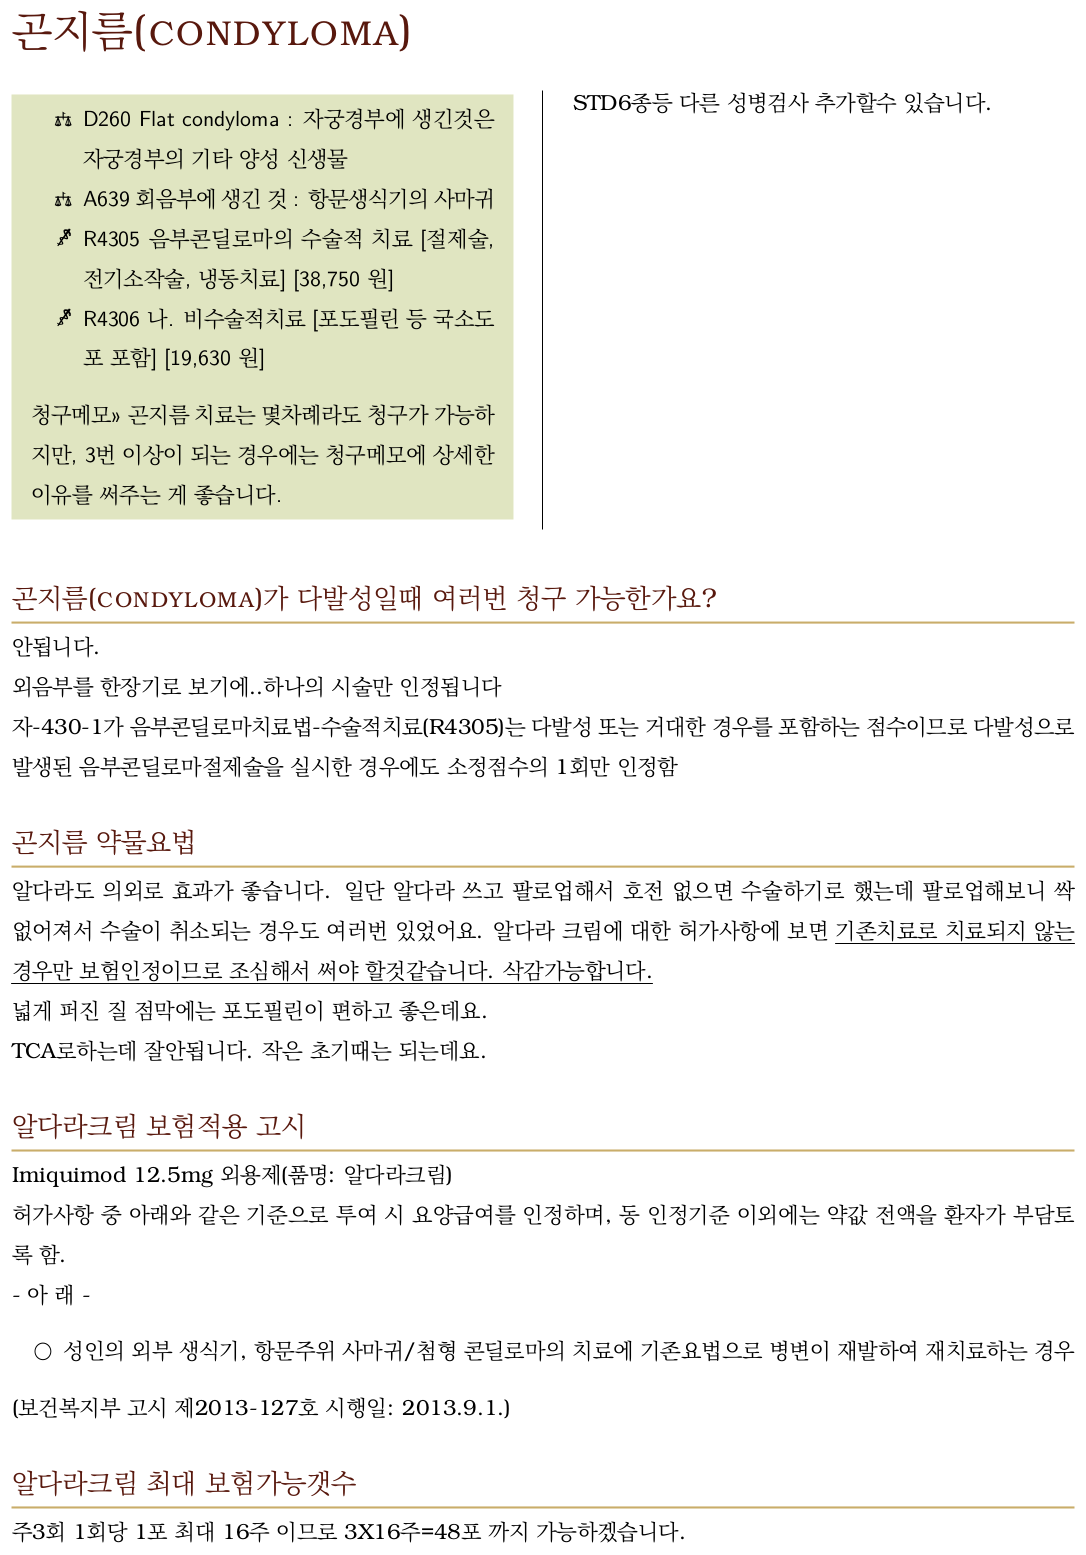 곤지름(CONDYLOMA)
D260 Flat condyloma : 자궁경부에 생긴것은
자궁경부의 기타 양성 신생물
A639 회음부에 생긴 것 : 항문생식기의 사마귀
R4305 음부콘딜로마의 수술적 치료 [절제술,
전기소작술, 냉동치료] [38,750 원]
R4306 나. 비수술적치료 [포도필린 등 국소도
포 포함] [19,630 원]
청구메모» 곤지름 치료는 몇차례라도 청구가 가능하
지만, 3번 이상이 되는 경우에는 청구메모에 상세한
이유를 써주는 게 좋습니다.
STD6종등 다른 성병검사 추가할수 있습니다.
곤지름(CONDYLOMA)가 다발성일때 여러번 청구 가능한가요?
안됩니다.
외음부를 한장기로 보기에..하나의 시술만 인정됩니다
자-430-1가 음부콘딜로마치료법-수술적치료(R4305)는 다발성 또는 거대한 경우를 포함하는 점수이므로 다발성으로
발생된 음부콘딜로마절제술을 실시한 경우에도 소정점수의 1회만 인정함
곤지름 약물요법
알다라도 의외로 효과가 좋습니다. 일단 알다라 쓰고 팔로업해서 호전 없으면 수술하기로 했는데 팔로업해보니 싹
없어져서 수술이 취소되는 경우도 여러번 있었어요. 알다라 크림에 대한 허가사항에 보면 기존치료로 치료되지 않는
경우만 보험인정이므로 조심해서 써야 할것같습니다. 삭감가능합니다.
넓게 퍼진 질 점막에는 포도필린이 편하고 좋은데요.
TCA로하는데 잘안됩니다. 작은 초기때는 되는데요.
알다라크림 보험적용 고시
Imiquimod 12.5mg 외용제(품명: 알다라크림)
허가사항 중 아래와 같은 기준으로 투여 시 요양급여를 인정하며, 동 인정기준 이외에는 약값 전액을 환자가 부담토
록 함.
- 아 래 -
○ 성인의 외부 생식기, 항문주위 사마귀/첨형 콘딜로마의 치료에 기존요법으로 병변이 재발하여 재치료하는 경우
(보건복지부 고시 제2013-127호 시행일: 2013.9.1.)
알다라크림 최대 보험가능갯수
주3회 1회당 1포 최대 16주 이므로 3X16주=48포 까지 가능하겠습니다.